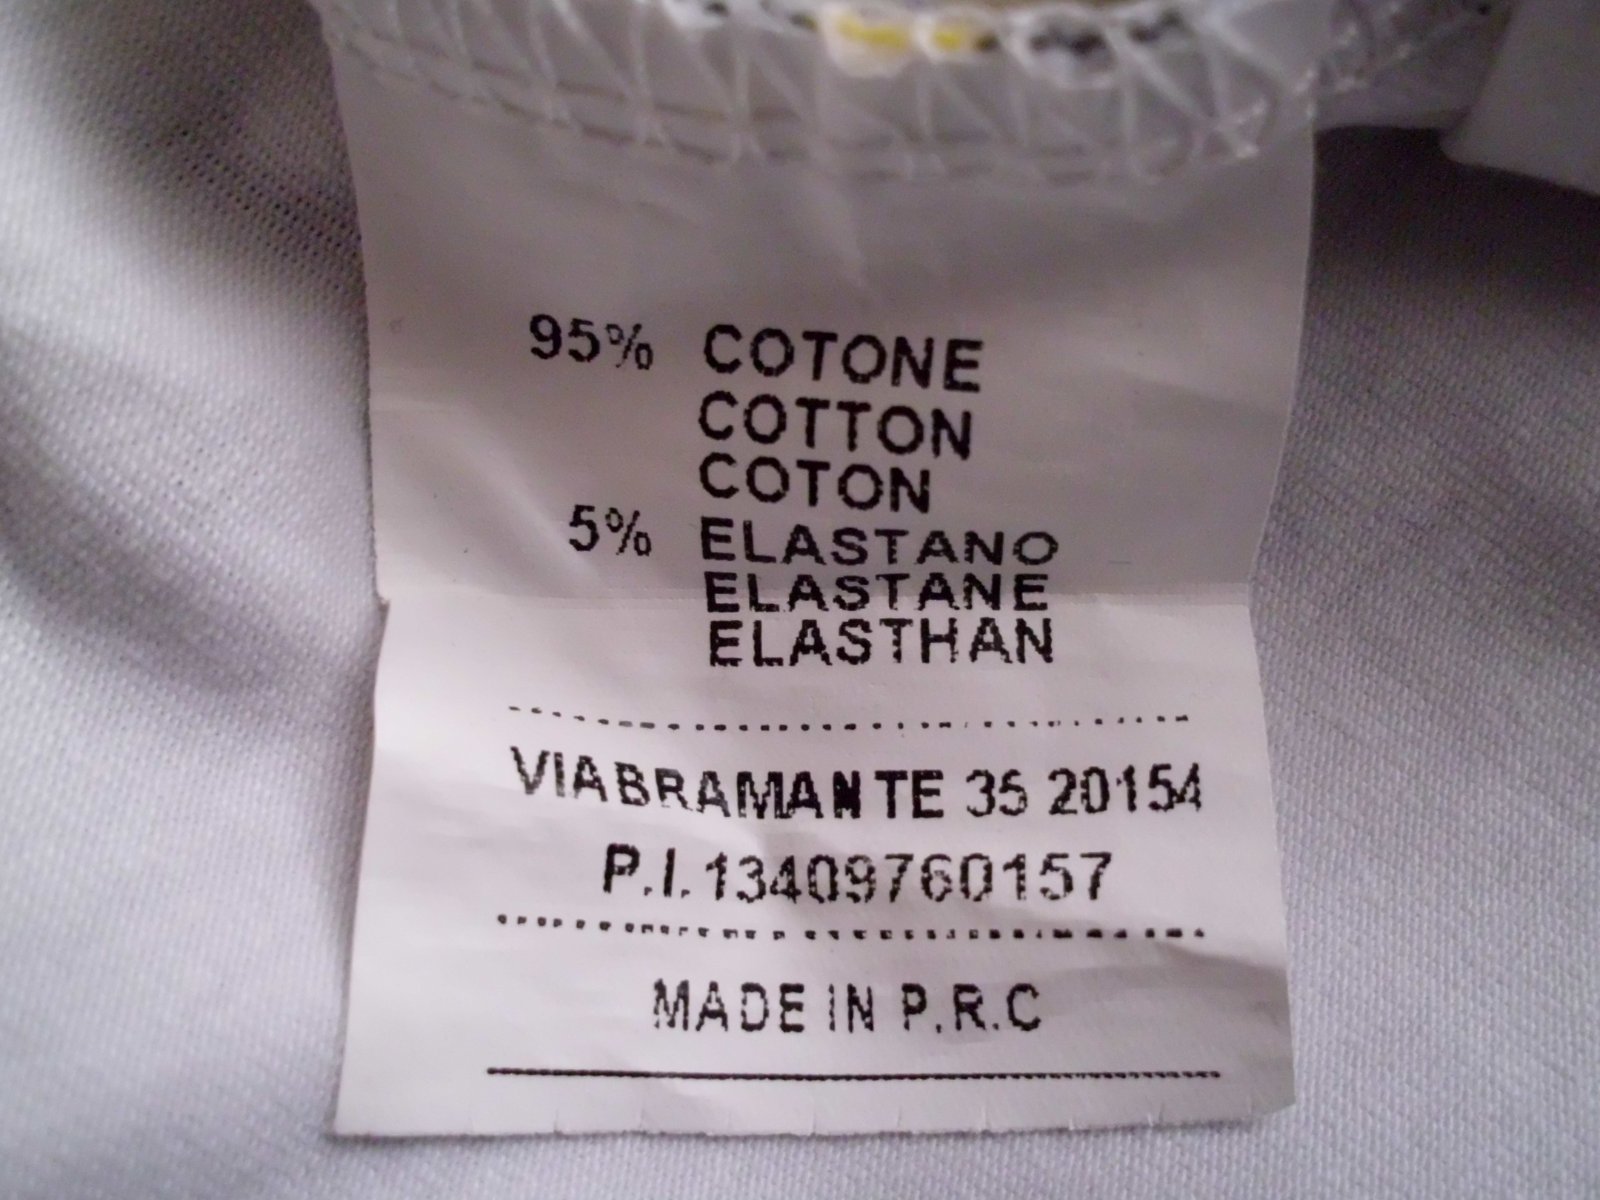 95% COTONE
COTTON
COTON
5% ELASTANO
ELASTANE
ELASTHAN
VIABRAMANTE 35 20154
P.I.13409760157
MADE IN P.R.C